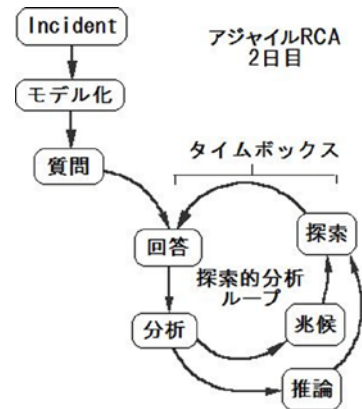 Incident
アジャイルRCA
2日目
モデル化
質問
タイムボックス
回答
探索
探索的分析
ループ
分析
兆候
推論